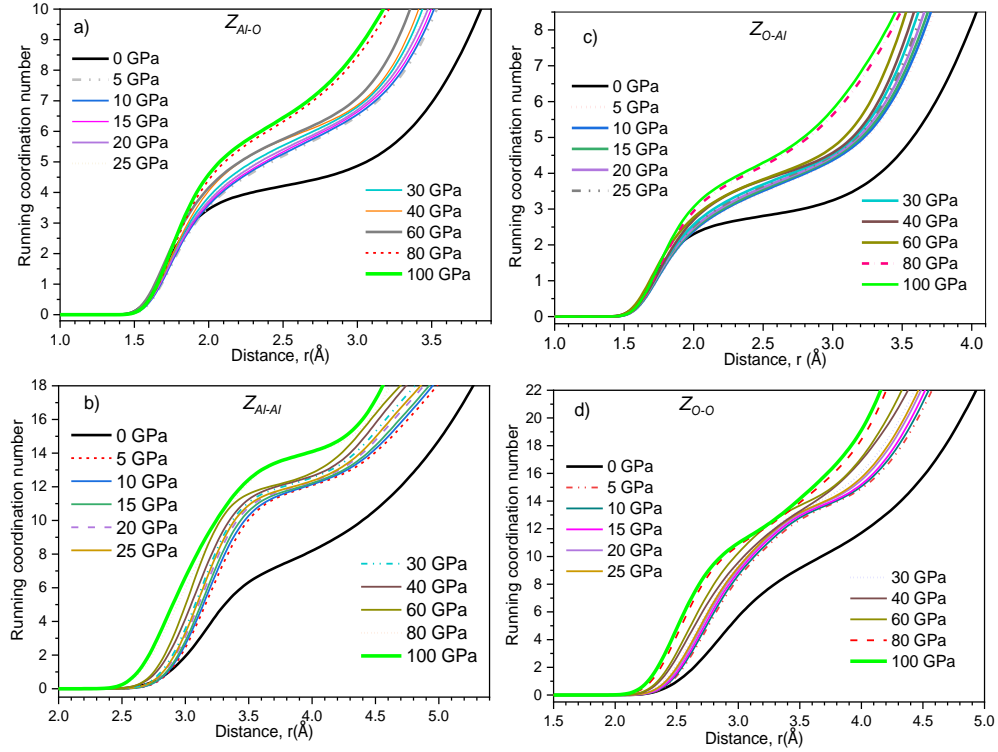 a)
Z_Al-O
Running coordination number
10
9
8
7
6
5
4
3
2
1
0
0 GPa
5 GPa
10 GPa
15 GPa
20 GPa
25 GPa
30 GPa
40 GPa
60 GPa
80 GPa
100 GPa
1.0 1.5 2.0 2.5 3.0 3.5
Distance, r(Å)
c)
Z_O-Al
Running coordination number
8
7
6
5
4
3
2
1
0
0 GPa
5 GPa
10 GPa
15 GPa
20 GPa
25 GPa
30 GPa
40 GPa
60 GPa
80 GPa
100 GPa
1.0 1.5 2.0 2.5 3.0 3.5 4.0
Distance, r (Å)
b)
Z_Al-Al
Running coordination number
18
16
14
12
10
8
6
4
2
0
0 GPa
5 GPa
10 GPa
15 GPa
20 GPa
25 GPa
30 GPa
40 GPa
60 GPa
80 GPa
100 GPa
2.0 2.5 3.0 3.5 4.0 4.5 5.0
Distance, r(Å)
d)
Z_O-O
Running coordination number
22
20
18
16
14
12
10
8
6
4
2
0
0 GPa
5 GPa
10 GPa
15 GPa
20 GPa
25 GPa
30 GPa
40 GPa
60 GPa
80 GPa
100 GPa
1.5 2.0 2.5 3.0 3.5 4.0 4.5 5.0
Distance, r(Å)